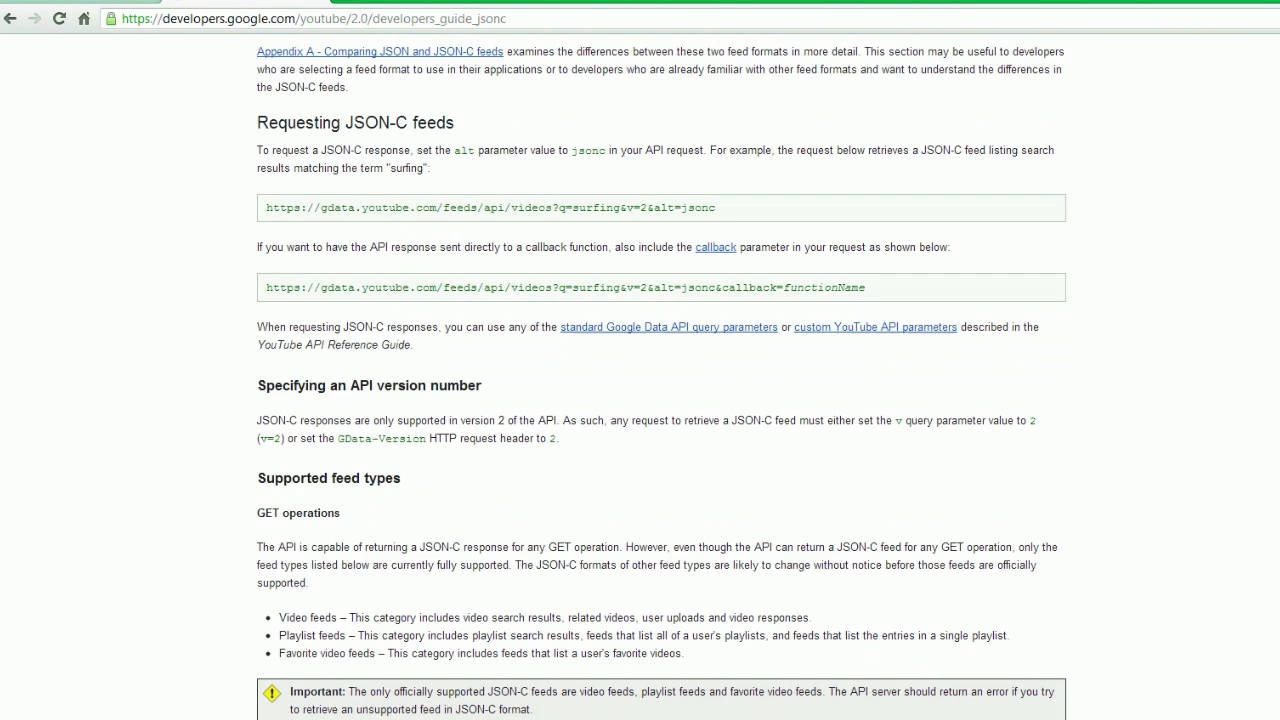 https://developers.google.com/youtube/2.0/developers_guide_jsonc
Appendix A - Comparing JSON and JSON-C feeds examines the differences between these two feed formats in more detail. This section may be useful to developers
who are selecting a feed format to use in their applications or to developers who are already familiar with other feed formats and want to understand the differences in
the JSON-C feeds.
Requesting JSON-C feeds
To request a JSON-C response, set the alt parameter value to jsonc in your API request. For example, the request below retrieves a JSON-C feed listing search
results matching the term "surfing":
https://gdata.youtube.com/feeds/api/videos?q=surfing&v=2&alt=jsonc
If you want to have the API response sent directly to a callback function, also include the callback parameter in your request as shown below:
https://gdata.youtube.com/feeds/api/videos?q=surfing&v=2&alt=jsonc&callback=functionName
When requesting JSON-C responses, you can use any of the standard Google Data API query parameters or custom YouTube API parameters described in the
YouTube API Reference Guide.
Specifying an API version number
JSON-C responses are only supported in version 2 of the API. As such, any request to retrieve a JSON-C feed must either set the v query parameter value to 2
(v=2) or set the GData-Version HTTP request header to 2.
Supported feed types
GET operations
The API is capable of returning a JSON-C response for any GET operation. However, even though the API can return a JSON-C feed for any GET operation, only the
feed types listed below are currently fully supported. The JSON-C formats of other feed types are likely to change without notice before those feeds are officially
supported.
• Video feeds – This category includes video search results, related videos, user uploads and video responses.
• Playlist feeds – This category includes playlist search results, feeds that list all of a user's playlists, and feeds that list the entries in a single playlist.
• Favorite video feeds – This category includes feeds that list a user's favorite videos.
Important: The only officially supported JSON-C feeds are video feeds, playlist feeds and favorite video feeds. The API server should return an error if you try
to retrieve an unsupported feed in JSON-C format.